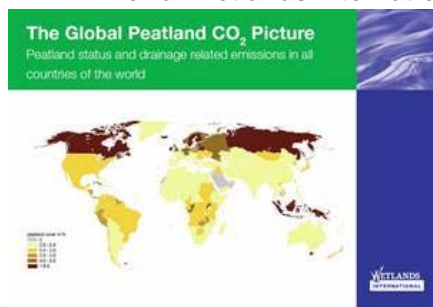 The Global Peatland CO2 Picture
Peatland status and drainage related emissions in all
countries of the world
WETLANDS
INTERNATIONAL